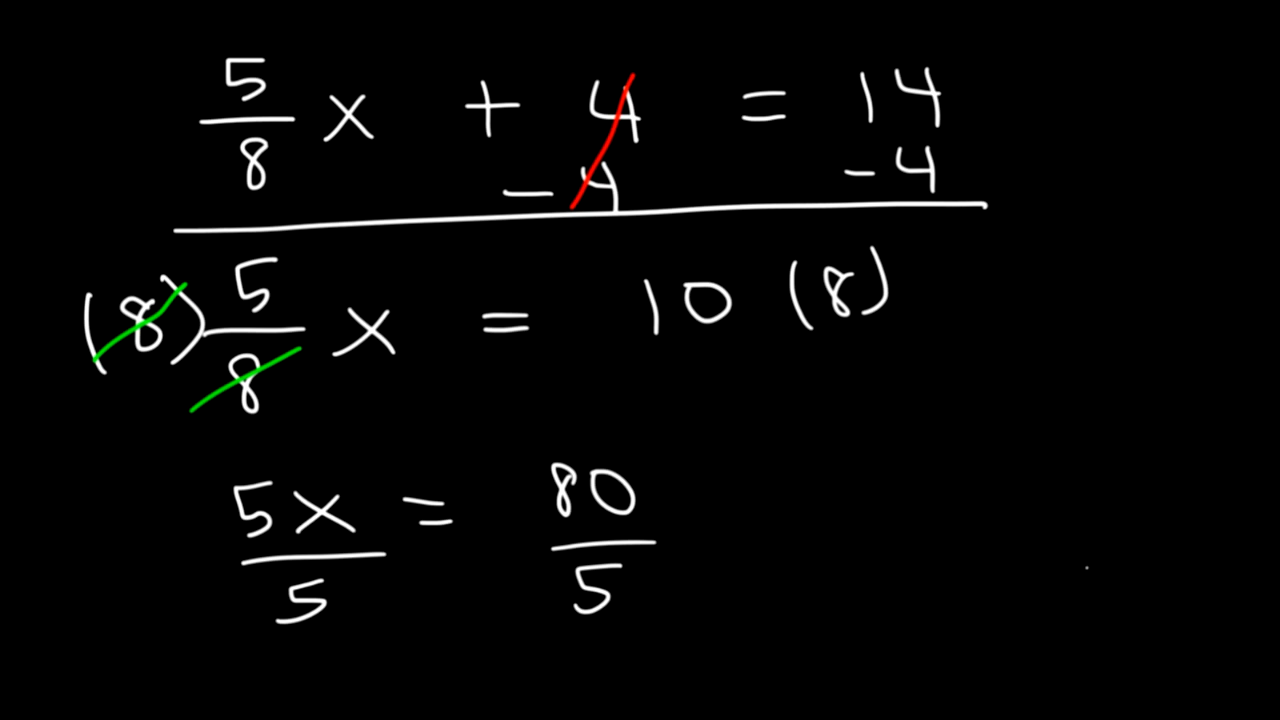 5/8 x + 4 = 14
- 4 - 4
(8) 5/8 x = 10 (8)
5x/5 = 80/5